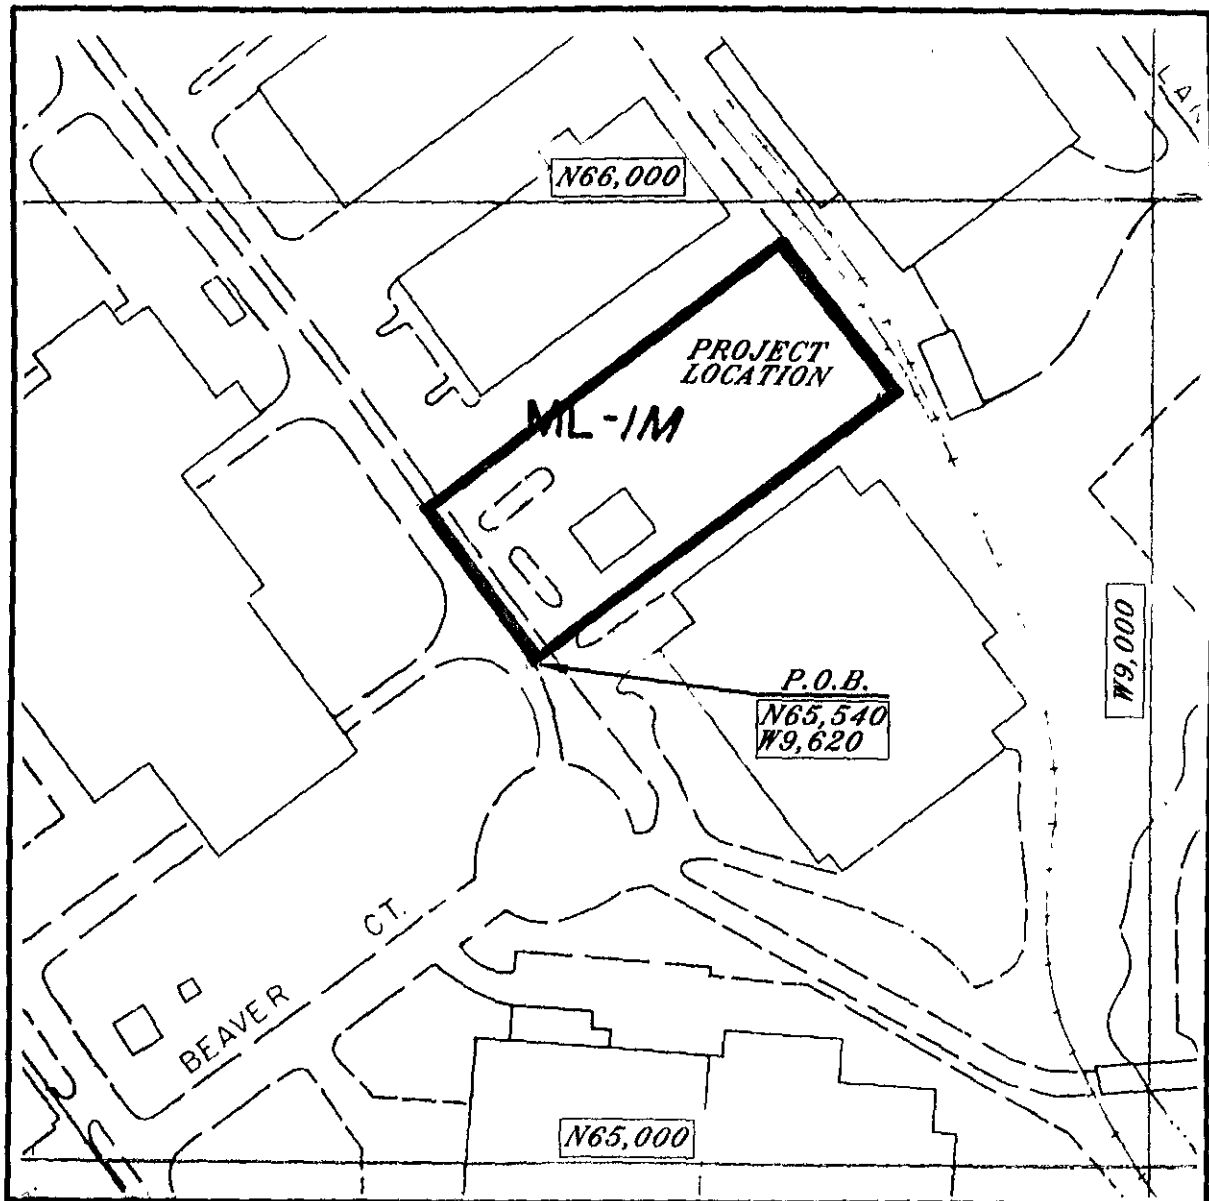 N66,000
PROJECT
LOCATION
ML-1M
W9,000
P.O.B.
N65,540
W9,620
CT.
BEAVER
N65,000